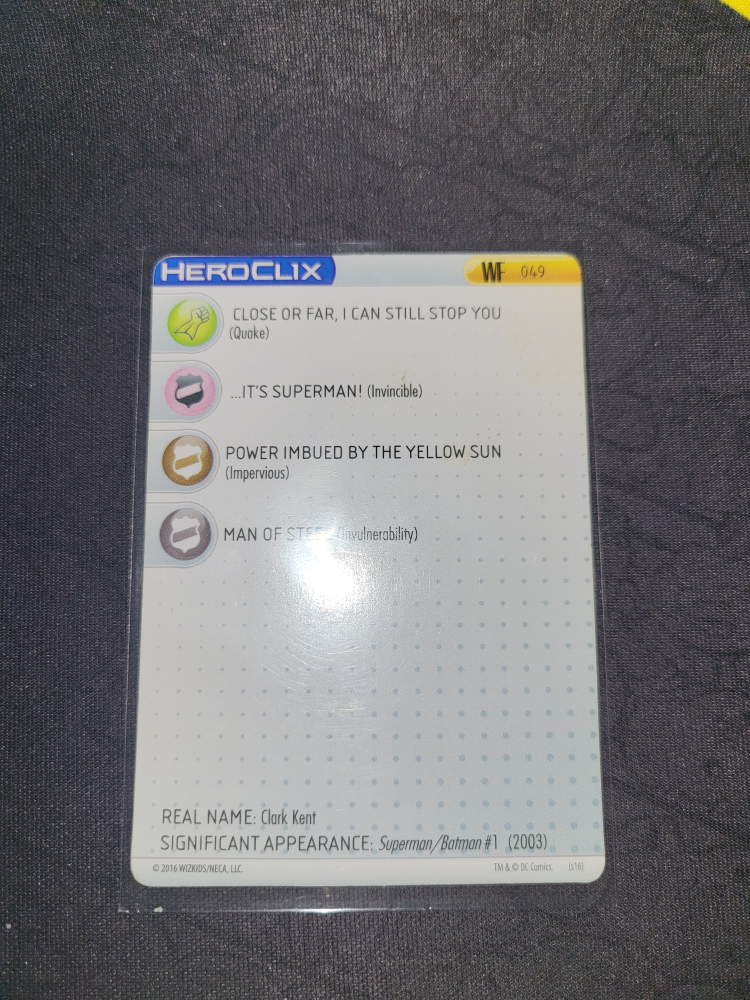 HEROCLIX
WF 049
CLOSE OR FAR, I CAN STILL STOP YOU
(Quake)
...IT'S SUPERMAN! (Invincible)
POWER IMBUED BY THE YELLOW SUN
(Impervious)
MAN OF STEEL (Invulnerability)
REAL NAME: Clark Kent
SIGNIFICANT APPEARANCE: Superman/Batman #1 (2003)
© 2016 WIZKIDS/NECA, LLC.
TM & © DC Comics. (s16)